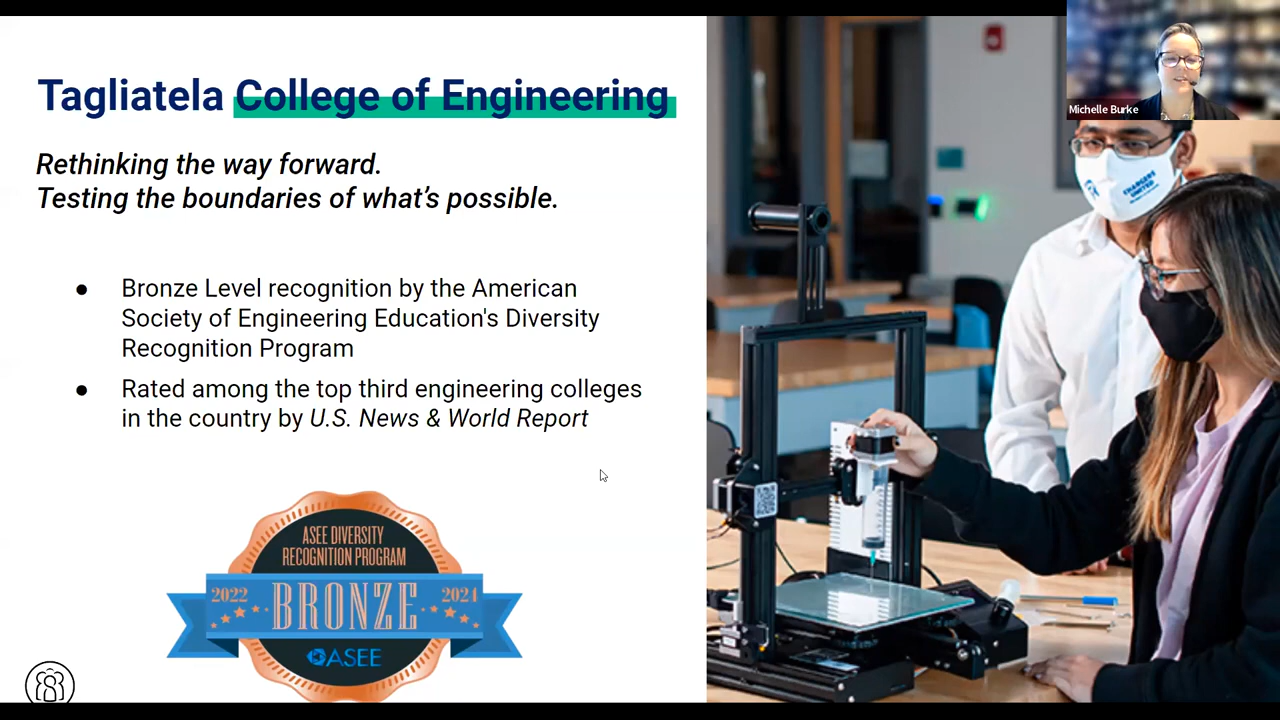 Tagliatela College of Engineering
Michelle Burke
Rethinking the way forward.
Testing the boundaries of what's possible.
● Bronze Level recognition by the American
Society of Engineering Education's Diversity
Recognition Program
● Rated among the top third engineering colleges
in the country by U.S. News & World Report
ASEE DIVERSITY
RECOGNITION PROGRAM
2022 BRONZE 2024
ASEE
CHARGERS
UNITED